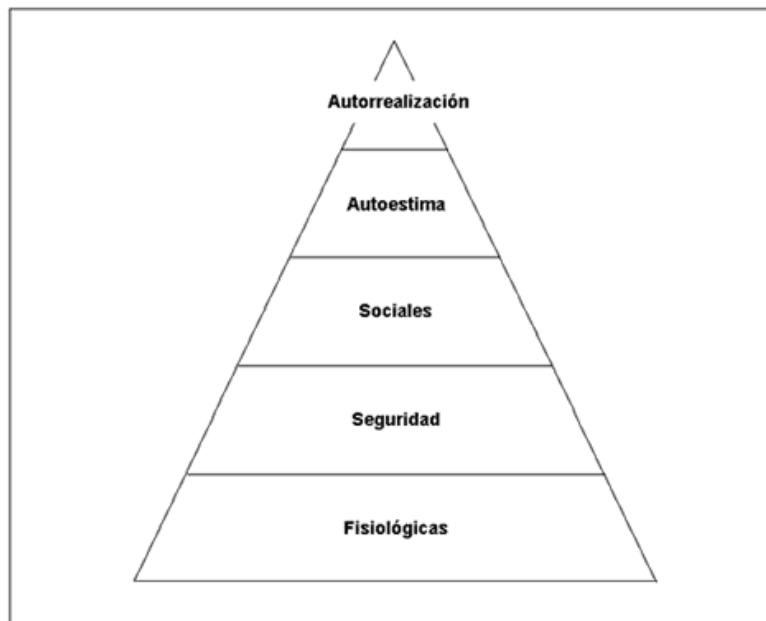 Autorrealización
Autoestima
Sociales
Seguridad
Fisiológicas